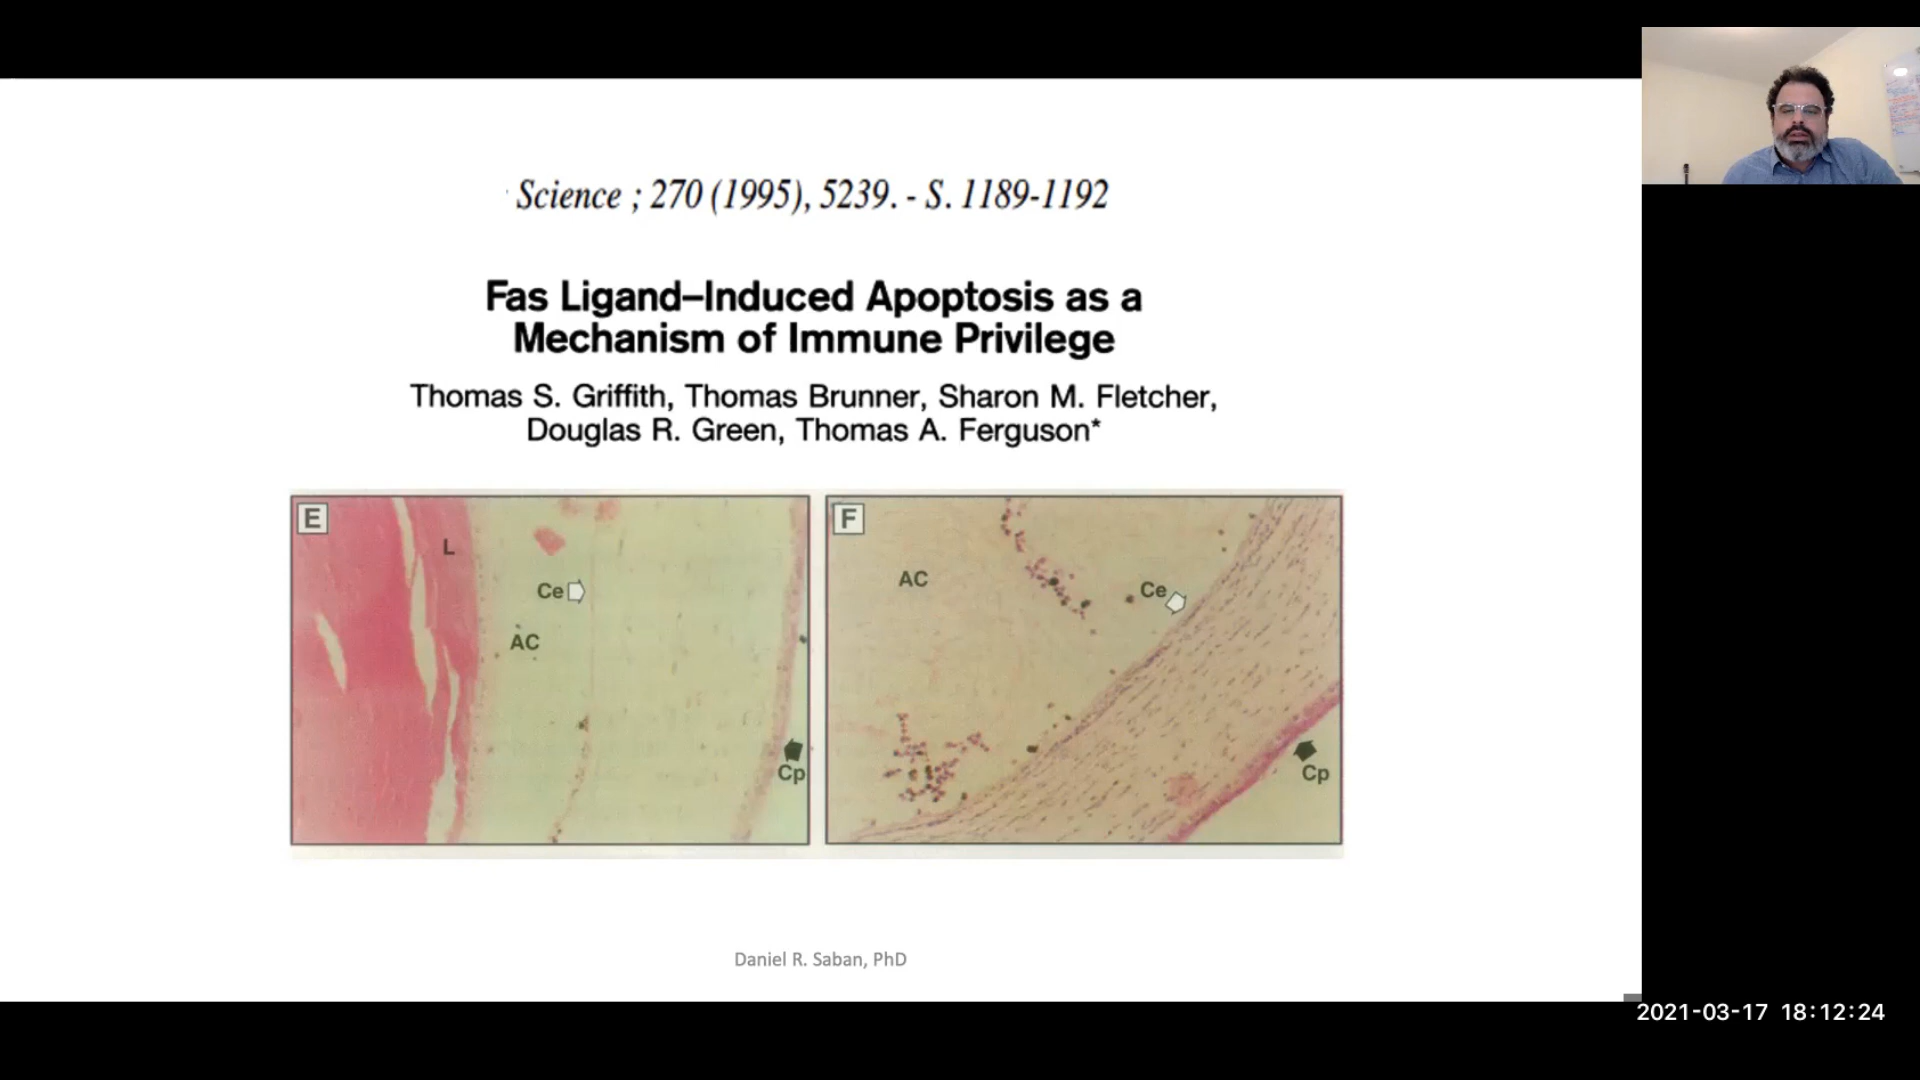 Science ; 270 (1995), 5239. - S. 1189-1192
Fas Ligand–Induced Apoptosis as a
Mechanism of Immune Privilege
Thomas S. Griffith, Thomas Brunner, Sharon M. Fletcher,
Douglas R. Green, Thomas A. Ferguson*
E
L
Ce
AC
Cp
F
AC
Ce
Cp
Daniel R. Saban, PhD
2021-03-17 18:12:24